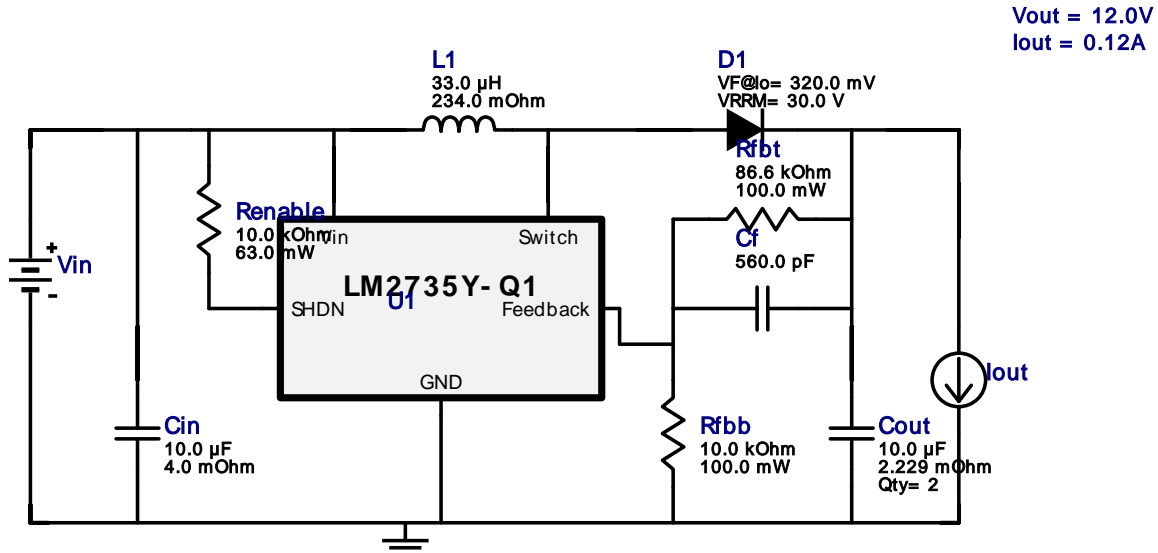 Vout = 12.0V
Iout = 0.12A
L1
33.0 µH
234.0 mOhm
D1
VF@Io= 320.0 mV
VRRM= 30.0 V
Rfbt
86.6 kOhm
100.0 mW
Renable
10.0 kOhm
63.0 mW
Vin
Switch
Cf
560.0 pF
+
Vin
-
LM2735Y-Q1
U1
SHDN
Feedback
GND
Iout
Cin
10.0 µF
4.0 mOhm
Rfbb
10.0 kOhm
100.0 mW
Cout
10.0 µF
2.229 mOhm
Qty= 2